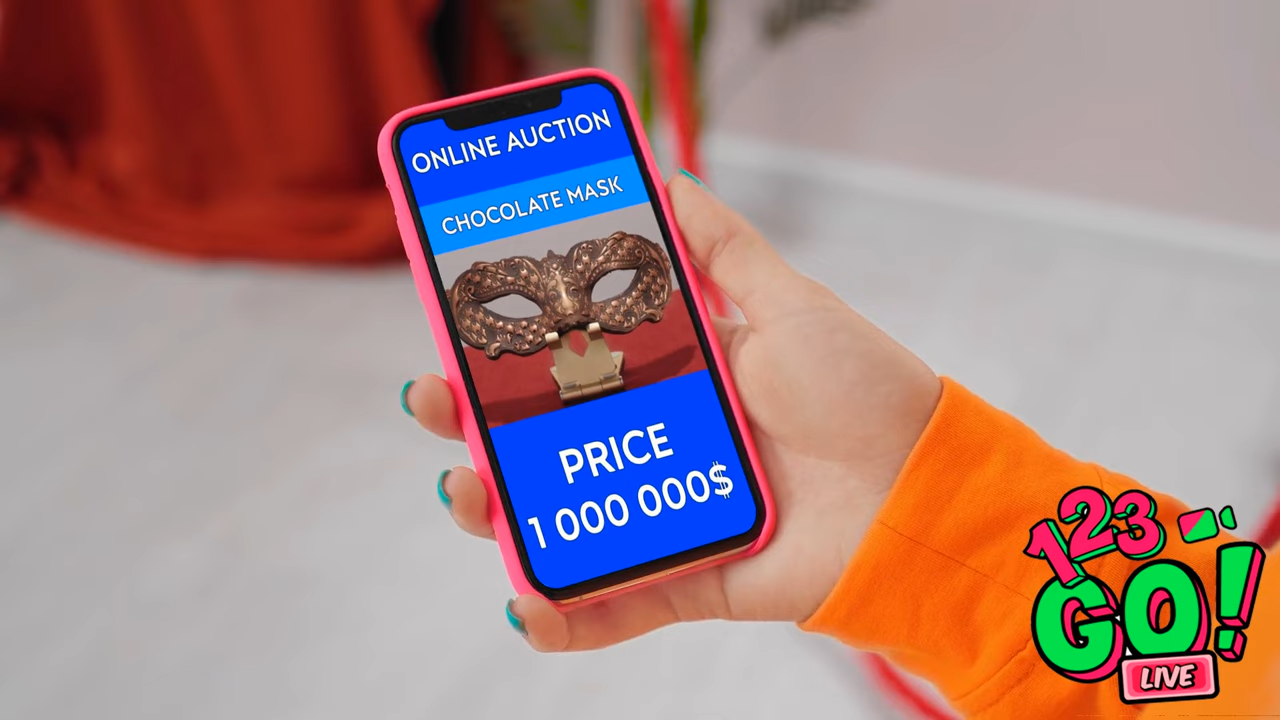 ONLINE AUCTION
CHOCOLATE MASK
PRICE
1 000 000$
123
GO!
LIVE